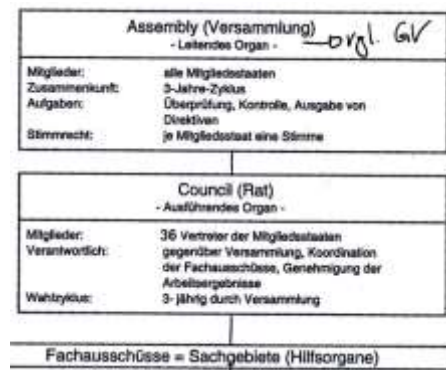 Assembly (Versammlung) → vgl. GV
- Leitendes Organ -
Mitglieder: alle Mitgliedsstaaten
Zusammenkunft: 3-Jahre-Zyklus
Aufgaben: Überprüfung, Kontrolle, Ausgabe von
Direktiven
Stimmrecht: je Mitgliedsstaat eine Stimme
Council (Rat)
- Ausführendes Organ -
Mitglieder: 36 Vertreter der Mitgliedsstaaten
Verantwortlich: gegenüber Versammlung, Koordination
der Fachausschüsse, Genehmigung der
Arbeitsergebnisse
Wahlzyklus: 3- jährig durch Versammlung
Fachausschüsse = Sachgebiete (Hilfsorgane)